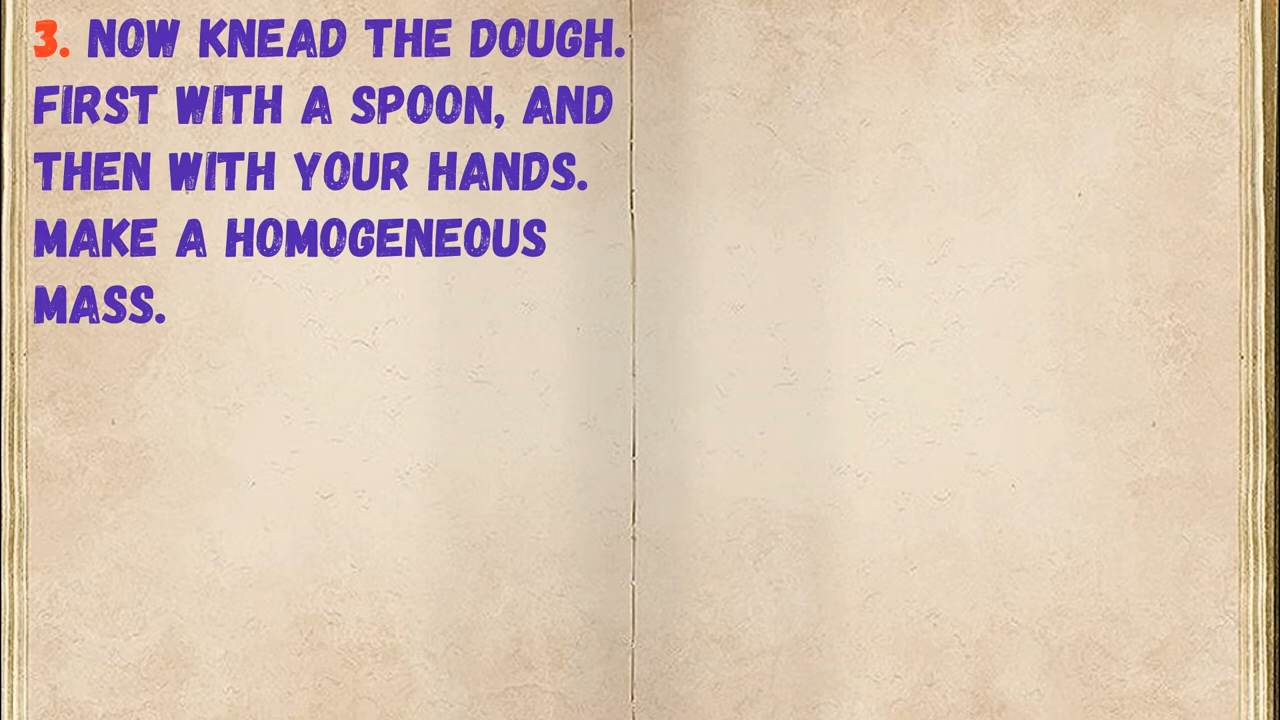 3. NOW KNEAD THE DOUGH.
FIRST WITH A SPOON, AND
THEN WITH YOUR HANDS.
MAKE A HOMOGENEOUS
MASS.